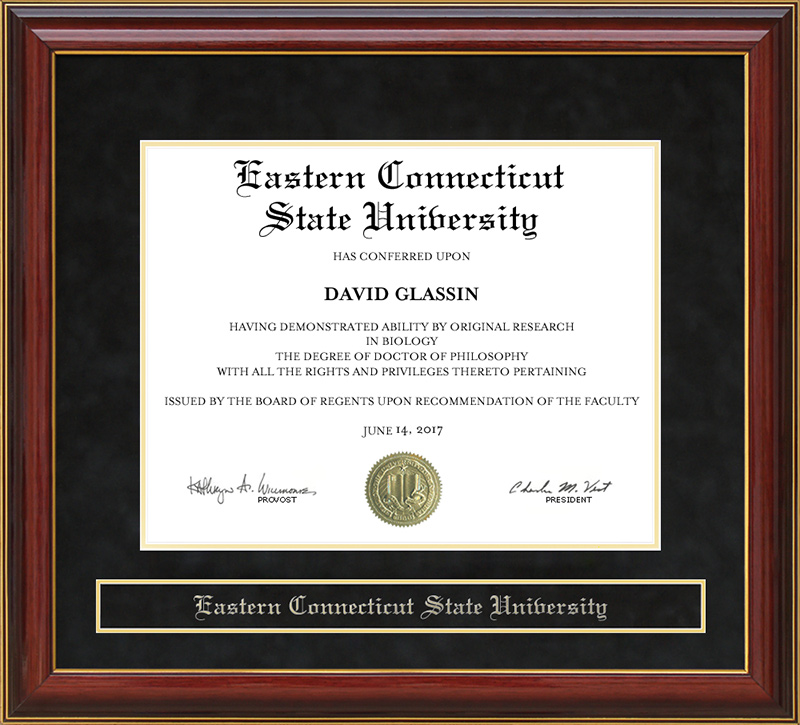 Eastern Connecticut
State University
HAS CONFERRED UPON
DAVID GLASSIN
HAVING DEMONSTRATED ABILITY BY ORIGINAL RESEARCH
IN BIOLOGY
THE DEGREE OF DOCTOR OF PHILOSOPHY
WITH ALL THE RIGHTS AND PRIVILEGES THERETO PERTAINING
ISSUED BY THE BOARD OF REGENTS UPON RECOMMENDATION OF THE FACULTY
JUNE 14, 2017
Charles M. Vest
PROVOST
PRESIDENT
Eastern Connecticut State University